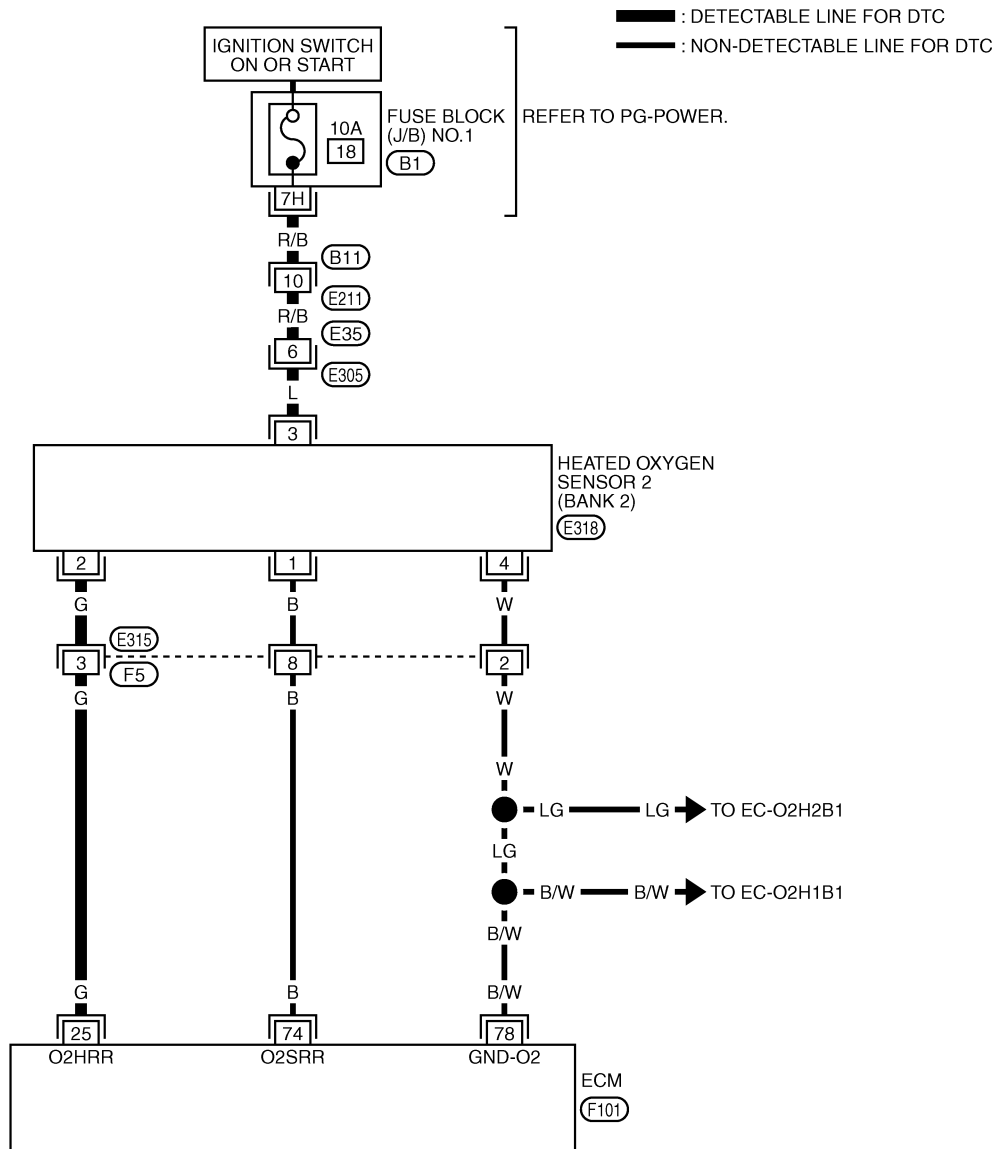 : DETECTABLE LINE FOR DTC
: NON-DETECTABLE LINE FOR DTC
IGNITION SWITCH
ON OR START
10A
18
FUSE BLOCK
(J/B) NO.1
B1
REFER TO PG-POWER.
7H
R/B
B11
10
E211
R/B
E35
6
E305
L
3
HEATED OXYGEN
SENSOR 2
(BANK 2)
E318
2
1
4
G
B
W
E315
3
8
2
F5
G
B
W
W
LG
LG
TO EC-O2H2B1
LG
B/W
B/W
TO EC-O2H1B1
B/W
G
B
B/W
25
74
78
O2HRR
O2SRR
GND-O2
ECM
F101